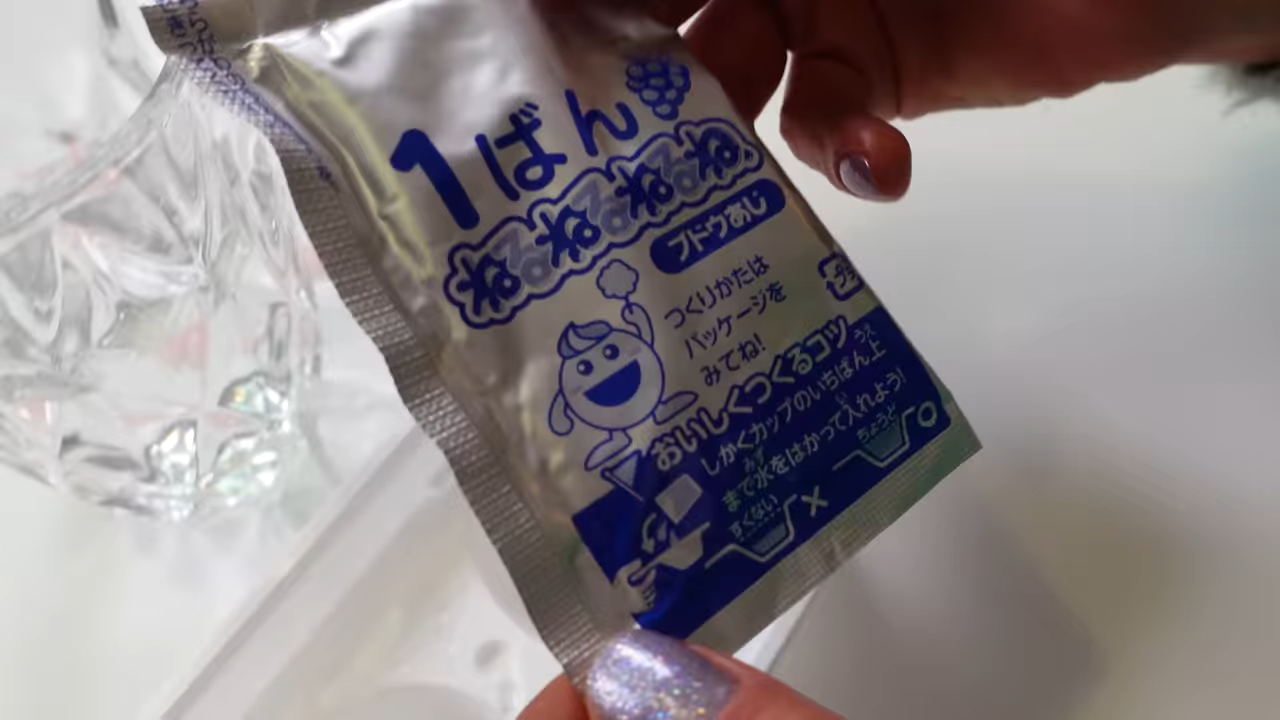 1ばん
ねるねるねるね
ブドウあじ
つくりかたは
パッケージを
みてね!
プラ
おいしくつくるコツ
うえ
しかくカップのいちばん上
みず
い
まで水をはかって入れよう!
すくない
×
ちょうど
○